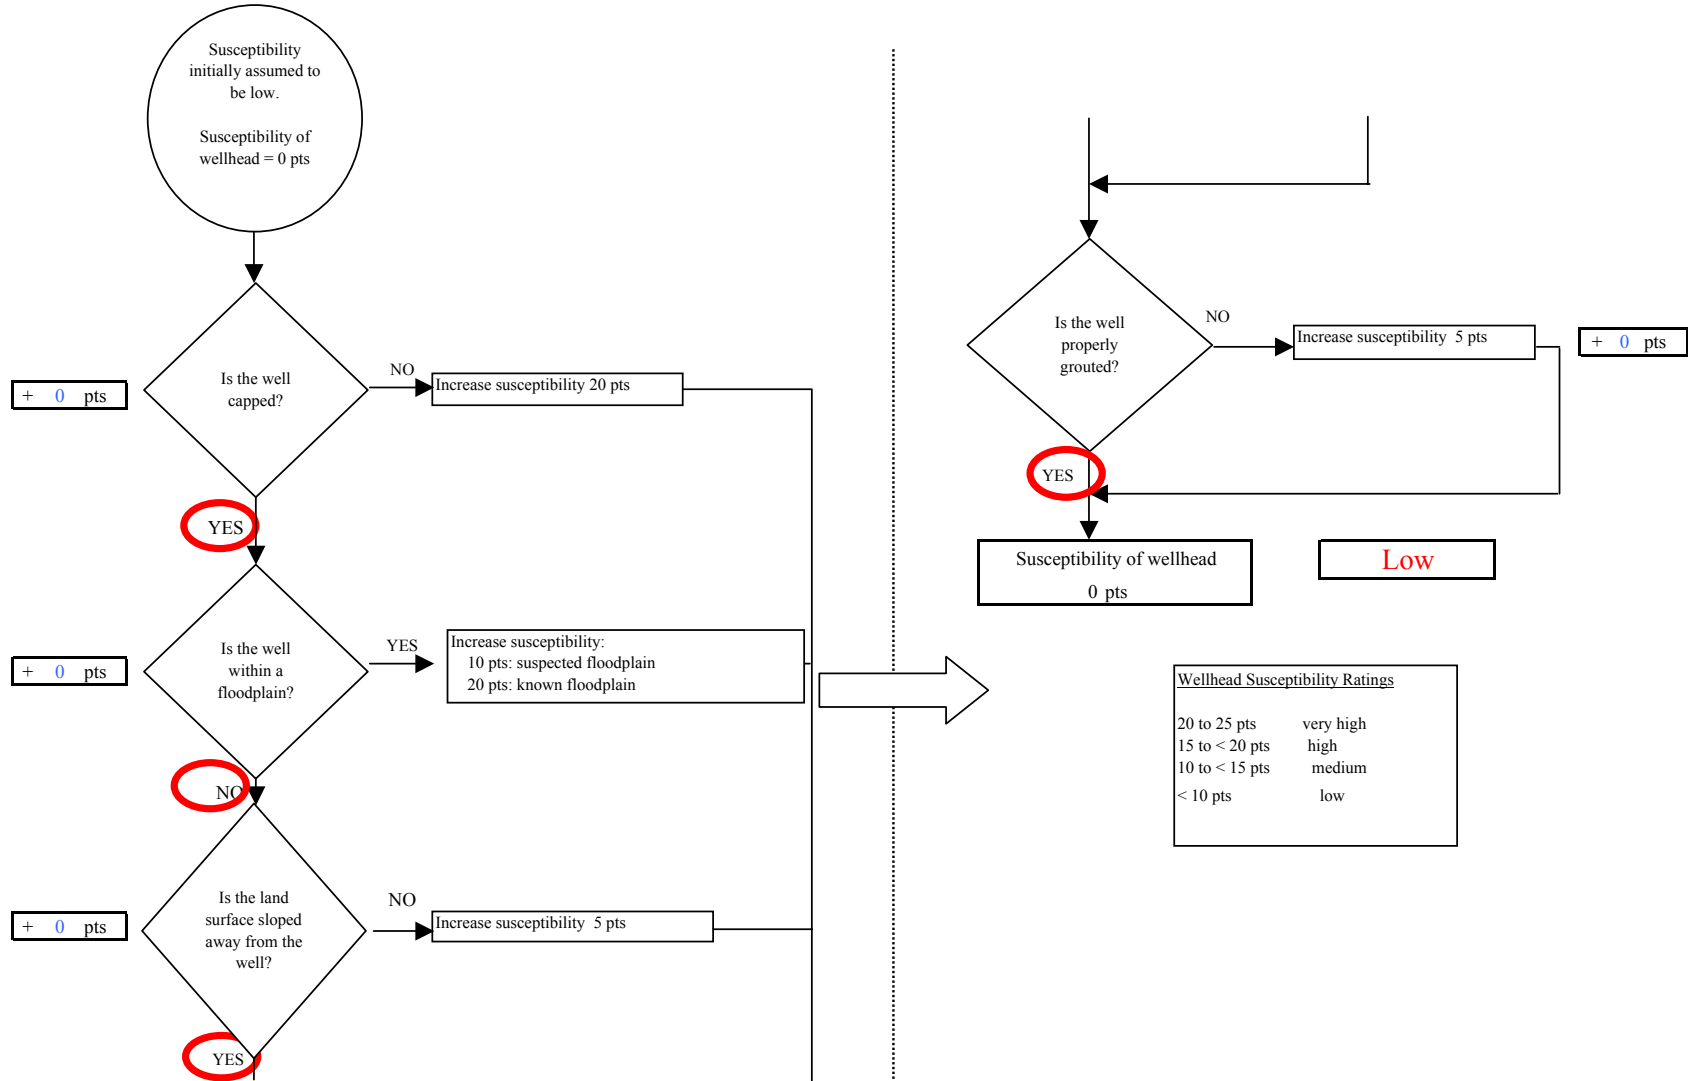 Susceptibility
initially assumed to
be low.
Susceptibility of
wellhead = 0 pts
+ 0 pts
Is the well
capped?
NO
Increase susceptibility 20 pts
YES
+ 0 pts
Is the well
within a
floodplain?
YES
Increase susceptibility:
10 pts: suspected floodplain
20 pts: known floodplain
NO
+ 0 pts
Is the land
surface sloped
away from the
well?
NO
Increase susceptibility 5 pts
YES
Is the well
properly
grouted?
NO
Increase susceptibility 5 pts
+ 0 pts
YES
Susceptibility of wellhead
0 pts
Low
Wellhead Susceptibility Ratings
20 to 25 pts very high
15 to < 20 pts high
10 to < 15 pts medium
< 10 pts low